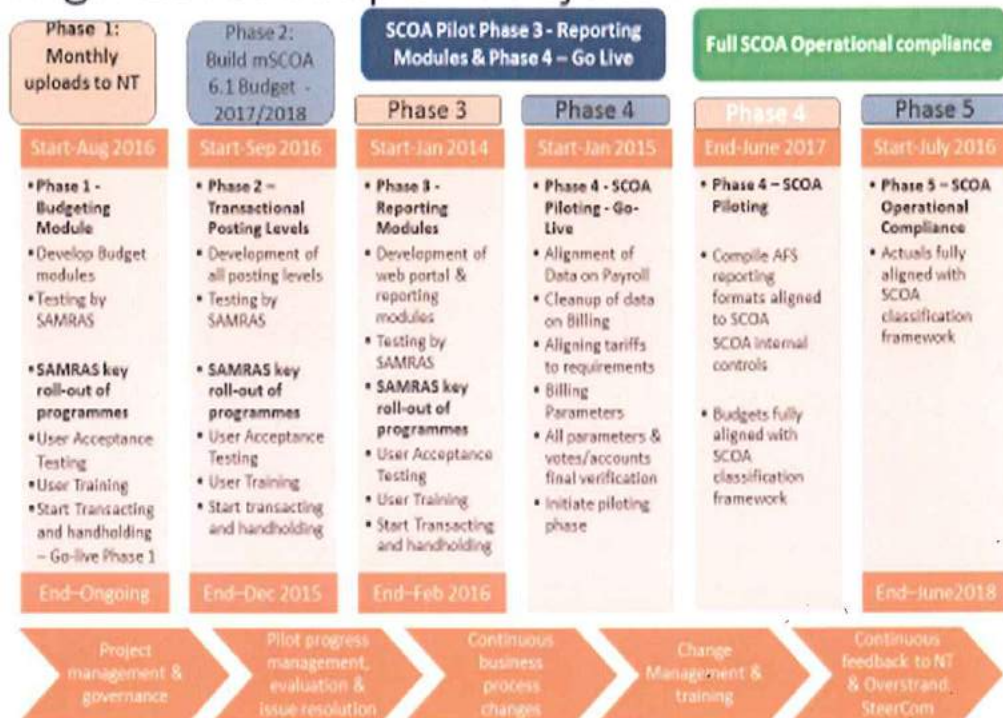 Phase 1:
Monthly
uploads to NT
Phase 2:
Build mSCOA
6.1 Budget -
2017/2018
SCOA Pilot Phase 3 - Reporting
Modules & Phase 4 – Go Live
Full SCOA Operational compliance
Phase 3
Phase 4
Phase 4
Phase 5
Start-Aug 2016
Start-Sep 2016
Start-Jan 2014
Start-Jan 2015
End-June 2017
Start-July 2016
• Phase 1 -
Budgeting
Module
• Develop Budget
modules
• Testing by
SAMRAS
• SAMRAS key
roll-out of
programmes
• User Acceptance
Testing
• User Training
• Start Transacting
and handholding
– Go-live Phase 1
End–Ongoing
• Phase 2 –
Transactional
Posting Levels
• Development of
all posting levels
• Testing by
SAMRAS
• SAMRAS key
roll-out of
programmes
• User Acceptance
Testing
• User Training
• Start transacting
and handholding
End–Dec 2015
• Phase 3 -
Reporting
Modules
• Development of
web portal &
reporting
modules
• Testing by
SAMRAS
• SAMRAS key
roll-out of
programmes
• User Acceptance
Testing
• User Training
• Start Transacting
and handholding
End–Feb 2016
• Phase 4 - SCOA
Piloting - Go-
Live
• Alignment of
Data on Payroll
• Cleanup of data
on Billing
• Aligning tariffs
to requirements
• Billing
Parameters
• All parameters &
votes/accounts
final verification
• Initiate piloting
phase
• Phase 4 – SCOA
Piloting
• Compile AFS
reporting
formats aligned
to SCOA
SCOA internal
controls
• Budgets fully
aligned with
SCOA
classification
framework
• Phase 5 – SCOA
Operational
Compliance
• Actuals fully
aligned with
SCOA
classification
framework
End–June2018
Project
management &
governance
Pilot progress
management,
evaluation &
issue resolution
Continuous
business
process
changes
Change
Management &
training
Continuous
feedback to NT
& Overstrand
SteerCom